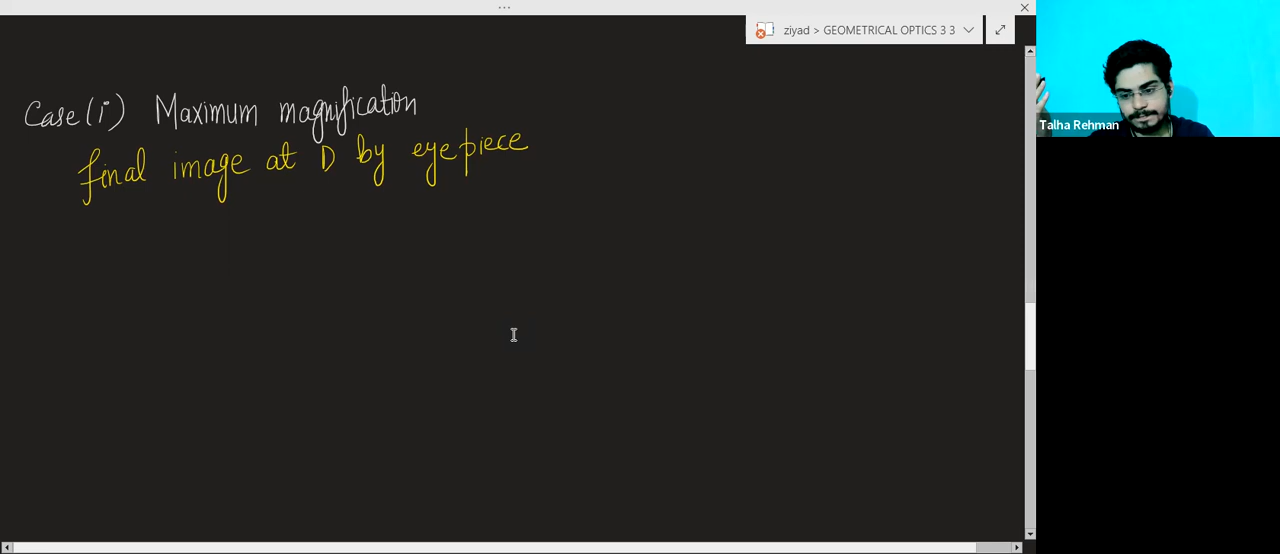 ziyad > GEOMETRICAL OPTICS 3 3
Talha Rehman
Case(i) Maximum magnification
final image at D by eyepiece